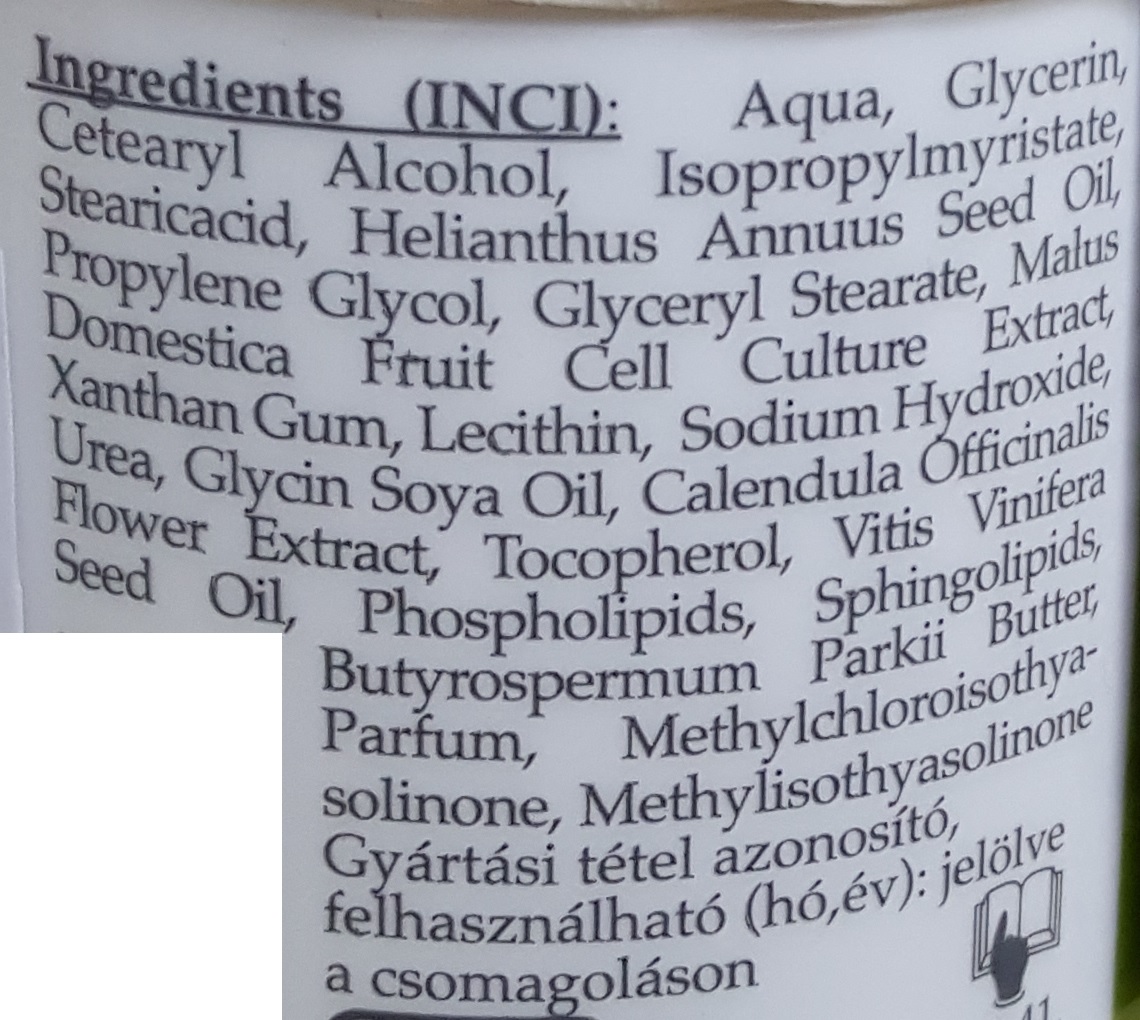 Ingredients (INCI): Aqua, Glycerin,
Cetearyl Alcohol, Isopropylmyristate,
Stearicacid, Helianthus Annuus Seed Oil,
Propylene Glycol, Glyceryl Stearate, Malus
Domestica Fruit Cell Culture Extract,
Xanthan Gum, Lecithin, Sodium Hydroxide,
Urea, Glycin Soya Oil, Calendula Officinalis
Flower Extract, Tocopherol, Vitis Vinifera
Seed Oil, Phospholipids, Sphingolipids,
Butyrospermum Parkii Butter,
Parfum, Methylchloroisothya-
solinone, Methylisothyasolinone
Gyártási tétel azonosító,
felhasználható (hó,év): jelölve
a csomagoláson